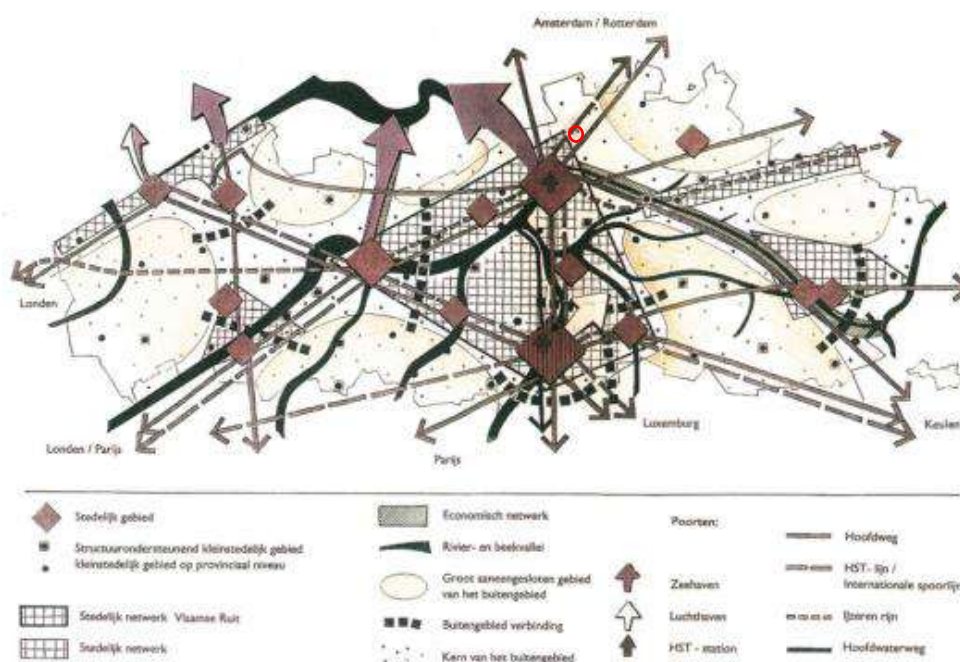 Amsterdam / Rotterdam
Londen
Londen / Parijs
Parijs
Luxemburg
Keulen
Stedelijk gebied
Structuurondersteunend kleinstedelijk gebied
kleinstedelijk gebied op provinciaal niveau
Stedelijk netwerk Vlaamse Ruit
Stedelijk netwerk
Economisch netwerk
Rivier- en beekvallei
Groot aaneengesloten gebied
van het buitengebied
Buitengebied verbinding
Kern van het buitengebied
Poorten:
Zeehaven
Luchthaven
HST - station
Hoofdweg
HST- lijn /
Internationale spoorlijn
IJzeren rijn
Hoofdwaterweg